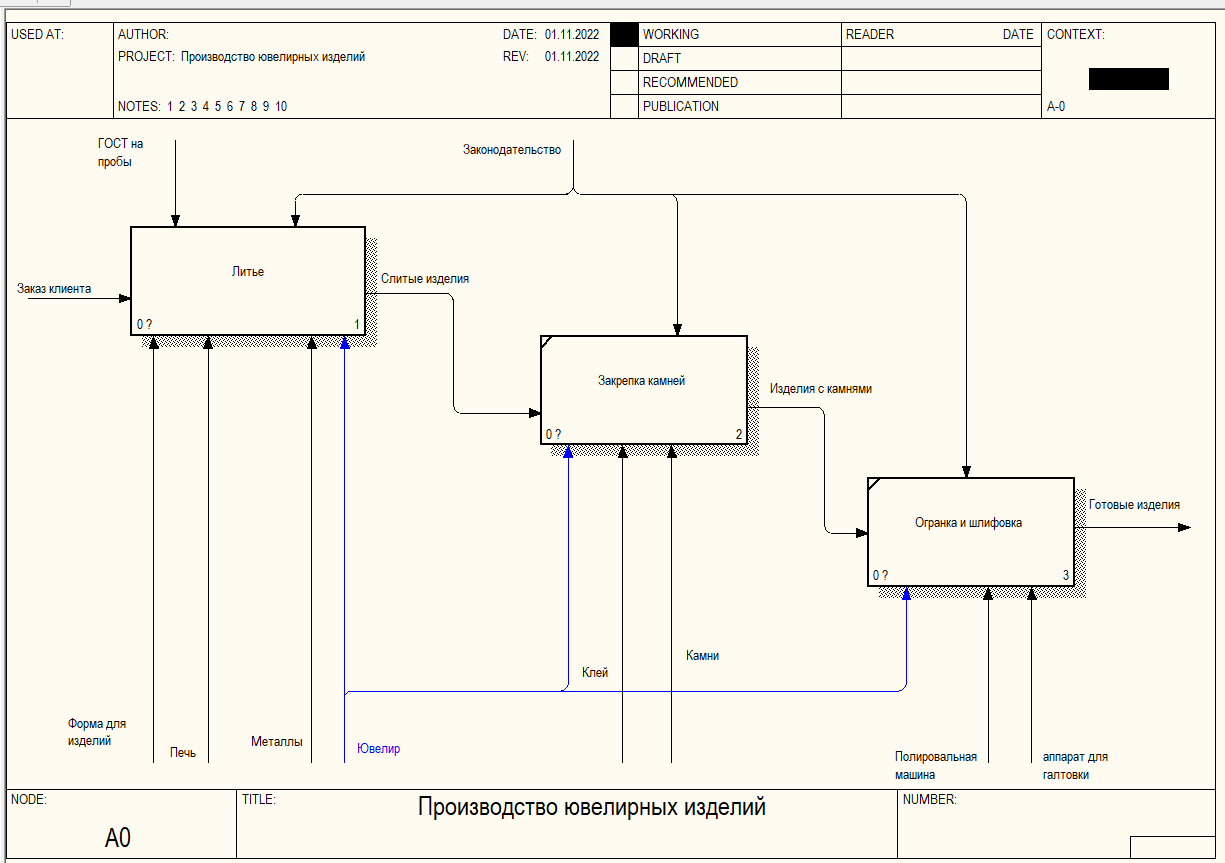 USED AT:
AUTHOR:
DATE: 01.11.2022
PROJECT: Производство ювелирных изделий
REV: 01.11.2022
NOTES: 1 2 3 4 5 6 7 8 9 10
WORKING
DRAFT
RECOMMENDED
PUBLICATION
READER
DATE
CONTEXT:
A-0
ГОСТ на
пробы
Законодательство
Заказ клиента
Литье
0 ?
1
Слитые изделия
Закрепка камней
0 ?
2
Изделия с камнями
Огранка и шлифовка
0 ?
3
Готовые изделия
Камни
Клей
Форма для
изделий
Печь
Металлы
Ювелир
Полировальная
машина
аппарат для
галтовки
NODE:
A0
TITLE:
Производство ювелирных изделий
NUMBER: